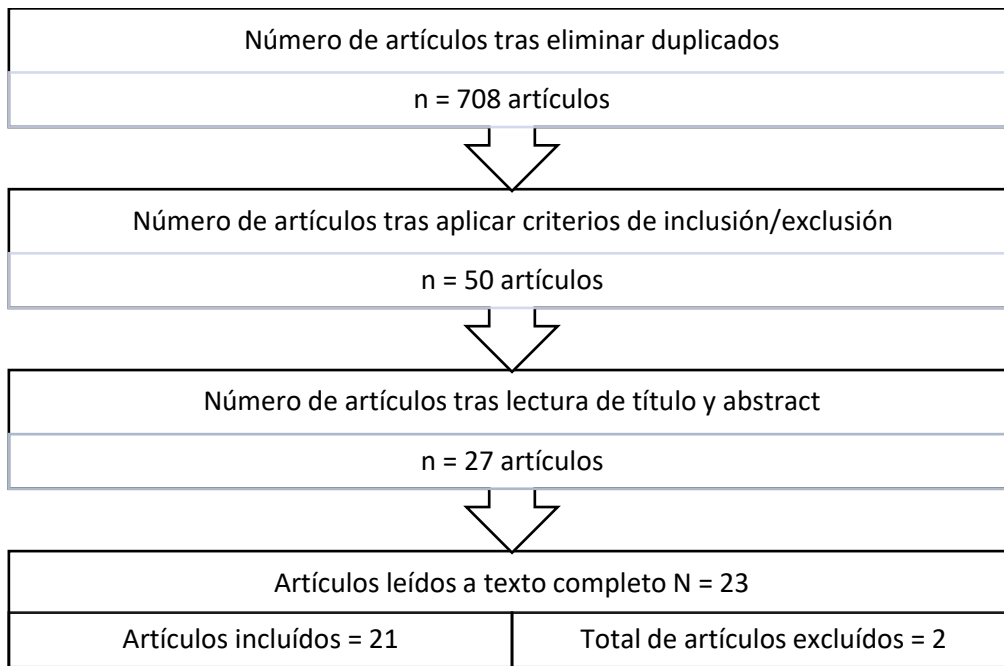 Número de artículos tras eliminar duplicados
n = 708 artículos
Número de artículos tras aplicar criterios de inclusión/exclusión
n = 50 artículos
Número de artículos tras lectura de título y abstract
n = 27 artículos
Artículos leídos a texto completo N = 23
Artículos incluídos = 21
Total de artículos excluídos = 2